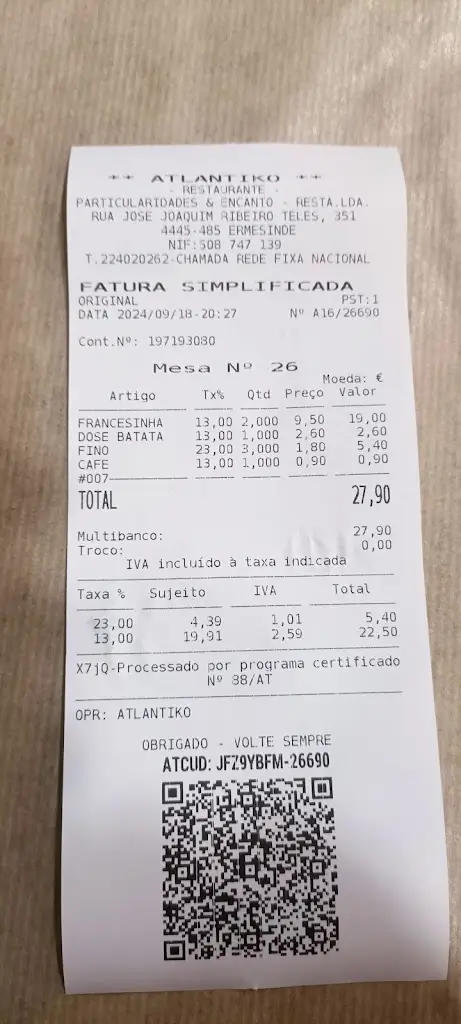 ** ATLANTIKO **
- RESTAURANTE -
PARTICULARIDADES & ENCANTO - RESTA.LDA.
RUA JOSE JOAQUIM RIBEIRO TELES, 351
4445-485 ERMESINDE
NIF:508 747 139
T.224020262-CHAMADA REDE FIXA NACIONAL
FATURA SIMPLIFICADA
ORIGINAL PST:1
DATA 2024/09/18-20:27 Nº A16/26690
Cont.Nº: 197193080
Mesa Nº 26
Moeda: €
Artigo Tx% Qtd Preço Valor
FRANCESINHA 13,00 2,000 9,50 19,00
DOSE BATATA 13,00 1,000 2,60 2,60
FINO 23,00 3,000 1,80 5,40
CAFE 13,00 1,000 0,90 0,90
#007
TOTAL 27,90
Multibanco: 27,90
Troco: 0,00
IVA incluído à taxa indicada
Taxa % Sujeito IVA Total
23,00 4,39 1,01 5,40
13,00 19,91 2,59 22,50
X7jQ-Processado por programa certificado
Nº 38/AT
OPR: ATLANTIKO
OBRIGADO - VOLTE SEMPRE
ATCUD: JFZ9YBFM-26690